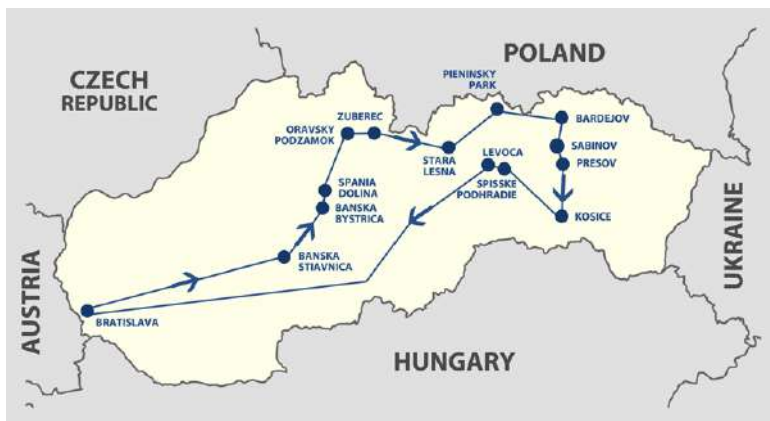 POLAND
CZECH
REPUBLIC
PIENINSKY
PARK
ZUBEREC
ORAVSKY
PODZAMOK
BARDEJOV
SABINOV
PRESOV
STARA
LESNA
LEVOCA
SPISSKE
PODHRADIE
SPANIA
DOLINA
BANSKA
BYSTRICA
KOSICE
UKRAINE
BANSKA
STIAVNICA
AUSTRIA
BRATISLAVA
HUNGARY